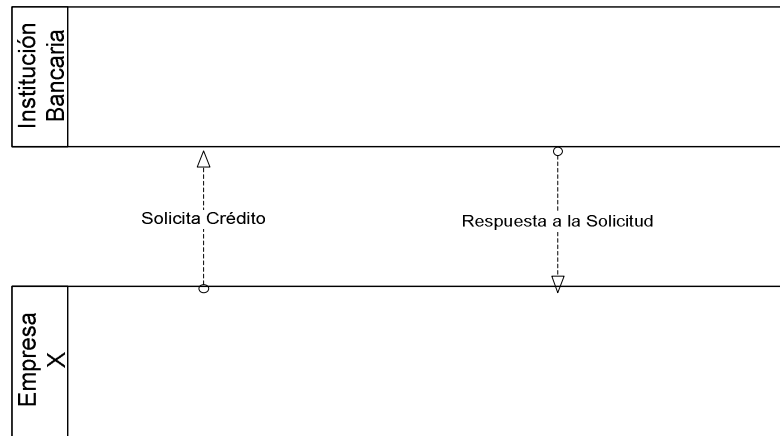 Institución
Bancaria
Solicita Crédito
Respuesta a la Solicitud
Empresa
X